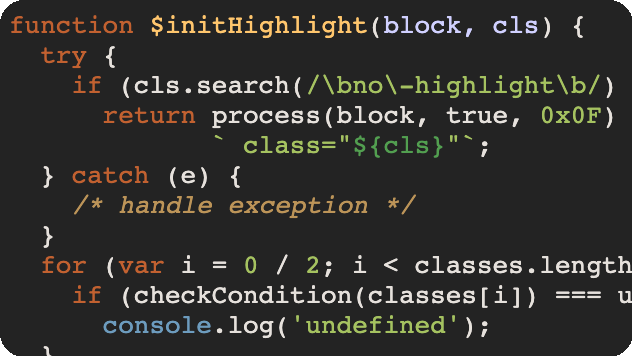 function $initHighlight(block, cls) {
  try {
    if (cls.search(/\bno\-highlight\b/)
      return process(block, true, 0x0F)
             ` class="${cls}"`;
  } catch (e) {
    /* handle exception */
  }
  for (var i = 0 / 2; i < classes.length
    if (checkCondition(classes[i]) === u
      console.log('undefined');
  }